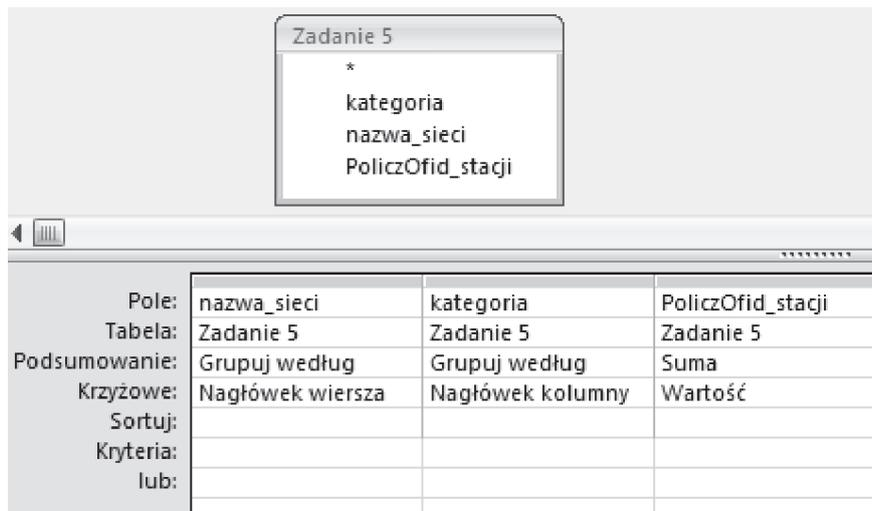 Zadanie 5
*
kategoria
nazwa_sieci
PoliczOfid_stacji
Pole: nazwa_sieci kategoria PoliczOfid_stacji
Tabela: Zadanie 5 Zadanie 5 Zadanie 5
Podsumowanie: Grupuj według Grupuj według Suma
Krzyżowe: Nagłówek wiersza Nagłówek kolumny Wartość
Sortuj:
Kryteria:
lub: